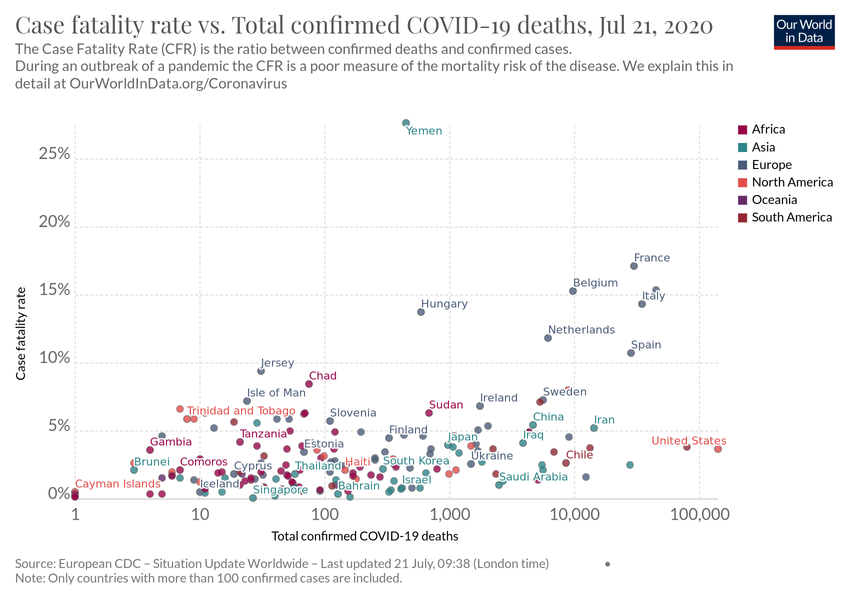 Case fatality rate vs. Total confirmed COVID-19 deaths, Jul 21, 2020
The Case Fatality Rate (CFR) is the ratio between confirmed deaths and confirmed cases.
During an outbreak of a pandemic the CFR is a poor measure of the mortality risk of the disease. We explain this in
detail at OurWorldInData.org/Coronavirus
Our World
in Data
Yemen
Africa
Asia
Europe
North America
Oceania
South America
25%
20%
15%
10%
5%
0%
Case fatality rate
France
Belgium
Italy
Hungary
Netherlands
Spain
Jersey
Chad
Isle of Man
Ireland
Sweden
Trinidad and Tobago
Slovenia
Sudan
China
Iran
Gambia
Tanzania
Estonia
Finland
Japan
Iraq
United States
Brunei
Comoros
Cyprus
Thailand
Haiti
South Korea
Ukraine
Chile
Cayman Islands
Iceland
Singapore
Bahrain
Israel
Saudi Arabia
1
10
100
1,000
10,000
100,000
Total confirmed COVID-19 deaths
Source: European CDC – Situation Update Worldwide – Last updated 21 July, 09:38 (London time)
Note: Only countries with more than 100 confirmed cases are included.